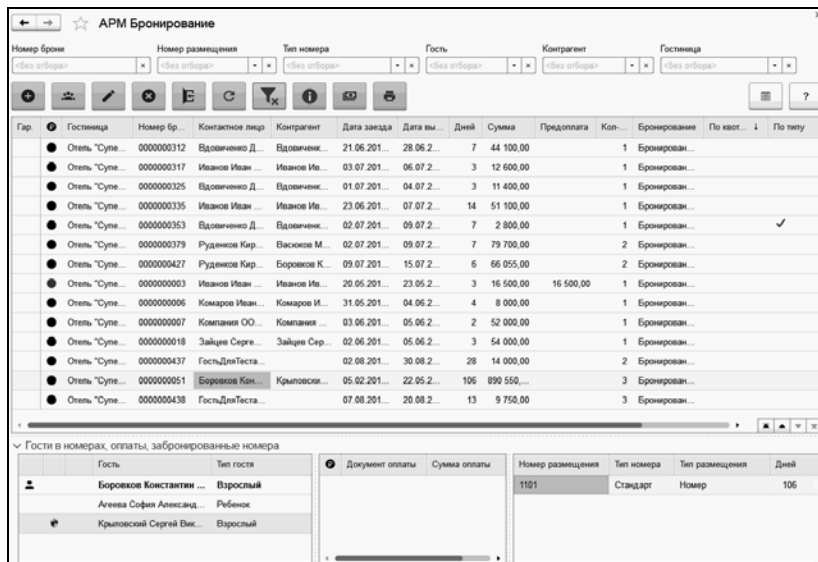 АРМ Бронирование
Номер брони Номер размещения Тип номера Гость Контрагент Гостиница
<без отбора> <без отбора> <без отбора> <без отбора> <без отбора> <без отбора>
?
Гар. Гостиница Номер бр... Контактное лицо Контрагент Дата заезда Дата вы... Дней Сумма Предоплата Кол-... Бронирование По квот... ↓ По типу
Отель "Супе... 0000000312 Вдовиченко Д... Вдовиченк... 21.06.201... 28.06.2... 7 44 100,00 1 Бронирован...
Отель "Супе... 0000000317 Иванов Иван ... Иванов Ив... 03.07.201... 06.07.2... 3 12 600,00 1 Бронирован...
Отель "Супе... 0000000325 Вдовиченко Д... Вдовиченк... 01.07.201... 04.07.2... 3 11 400,00 1 Бронирован...
Отель "Супе... 0000000335 Иванов Иван ... Иванов Ив... 23.06.201... 07.07.2... 14 51 100,00 1 Бронирован...
Отель "Супе... 0000000353 Вдовиченко Д... Вдовиченк... 02.07.201... 09.07.2... 7 2 800,00 1 Бронирован... ✓
Отель "Супе... 0000000379 Руденков Кир... Васюков М... 02.07.201... 09.07.2... 7 79 700,00 2 Бронирован...
Отель "Супе... 0000000427 Руденков Кир... Боровков К... 09.07.201... 15.07.2... 6 66 055,00 2 Бронирован...
Отель "Супе... 0000000003 Иванов Иван ... Иванов Ив... 20.05.201... 23.05.2... 3 16 500,00 16 500,00 1 Бронирован...
Отель "Супе... 0000000006 Комаров Иван... Комаров И... 31.05.201... 04.06.2... 4 8 000,00 1 Бронирован...
Отель "Супе... 0000000007 Компания ОО... Компания ... 03.06.201... 05.06.2... 2 52 000,00 1 Бронирован...
Отель "Супе... 0000000018 Зайцев Серге... Зайцев Сер... 02.06.201... 05.06.2... 3 54 000,00 1 Бронирован...
Отель "Супе... 0000000437 ГостьДляТеста... 02.08.201... 30.08.2... 28 14 000,00 2 Бронирован...
Отель "Супе... 0000000051 Боровков Кон... Крыловски... 05.02.201... 22.05.2... 106 890 550,... 3 Бронирован...
Отель "Супе... 0000000438 ГостьДляТеста... 07.08.201... 20.08.2... 13 9 750,00 3 Бронирован...
Гости в номерах, оплаты, забронированные номера
Гость Тип гостя Документ оплаты Сумма оплаты Номер размещения Тип номера Тип размещения Дней
Боровков Константин ... Взрослый 1101 Стандарт Номер 106
Агеева София Александ... Ребенок
Крыловский Сергей Вик... Взрослый